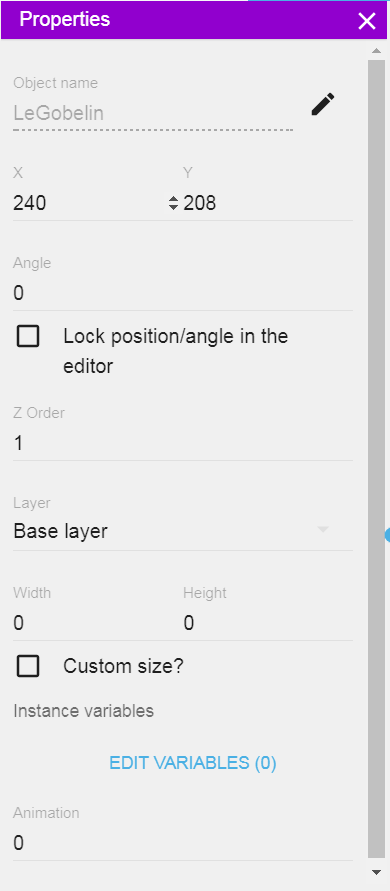 Properties
Object name
LeGobelin
X Y
240 208
Angle
0
Lock position/angle in the
editor
Z Order
1
Layer
Base layer
Width Height
0 0
Custom size?
Instance variables
EDIT VARIABLES (0)
Animation
0